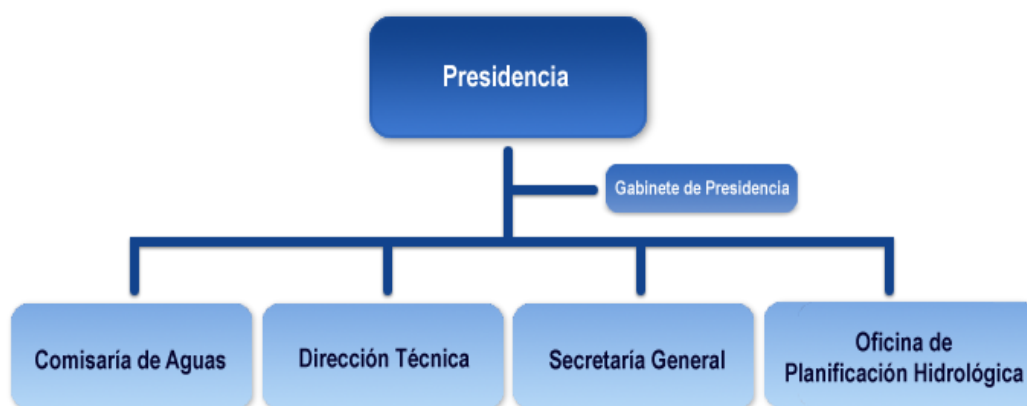 Presidencia
Gabinete de Presidencia
Comisaría de Aguas
Dirección Técnica
Secretaría General
Oficina de
Planificación Hidrológica